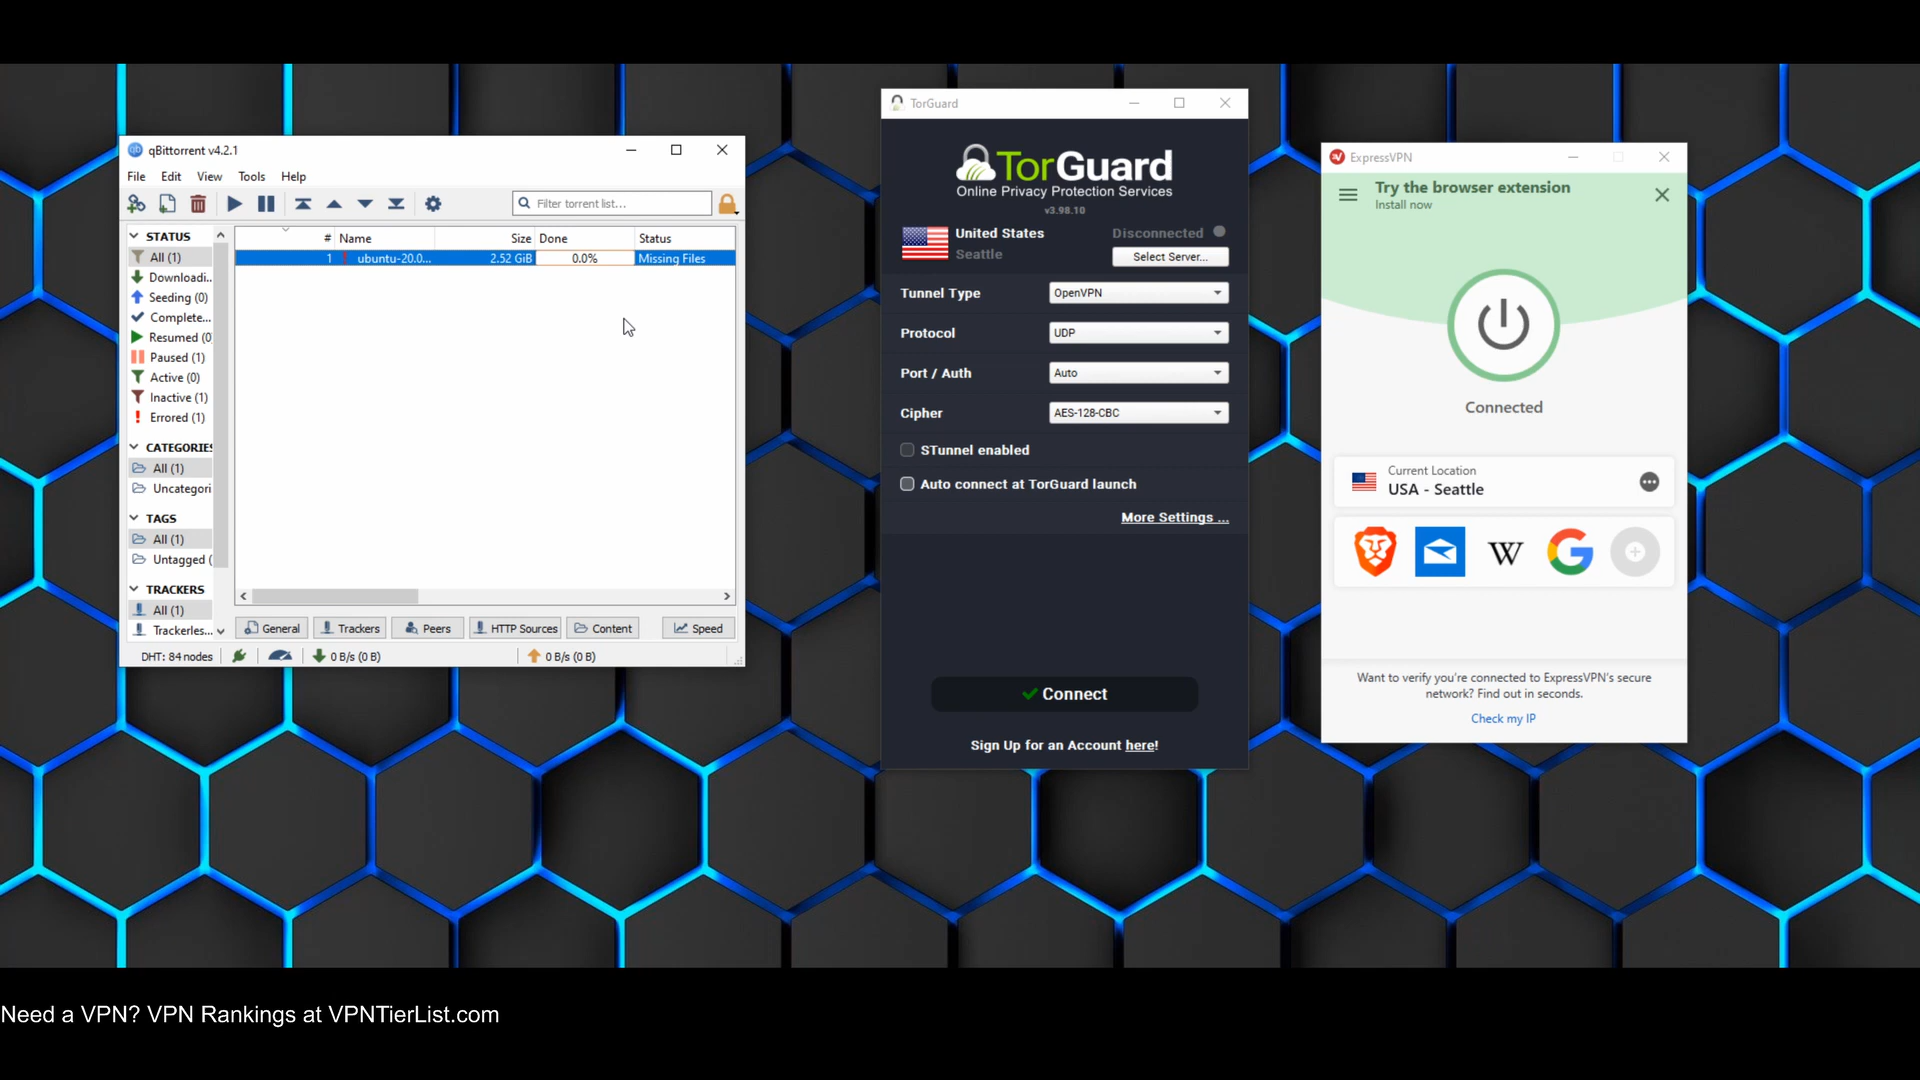 qBittorrent v4.2.1
File Edit View Tools Help
Filter torrent list...
STATUS
All (1)
Downloadi...
Seeding (0)
Complete...
Resumed (0)
Paused (1)
Active (0)
Inactive (1)
Errored (1)
CATEGORIES
All (1)
Uncategori
TAGS
All (1)
Untagged (
TRACKERS
All (1)
Trackerles...
# Name Size Done Status
1 ubuntu-20.0... 2.52 GiB 0.0% Missing Files
General Trackers Peers HTTP Sources Content Speed
DHT: 84 nodes 0 B/s (0 B) 0 B/s (0 B)
TorGuard
TorGuard
Online Privacy Protection Services
v3.98.10
United States Disconnected
Seattle Select Server...
Tunnel Type OpenVPN
Protocol UDP
Port / Auth Auto
Cipher AES-128-CBC
STunnel enabled
Auto connect at TorGuard launch
More Settings ...
Connect
Sign Up for an Account here!
ExpressVPN
Try the browser extension
Install now
Connected
Current Location
USA - Seattle
W
G
Want to verify you're connected to ExpressVPN's secure
network? Find out in seconds.
Check my IP
Need a VPN? VPN Rankings at VPNTierList.com